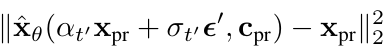 ‖x̂_θ(α_{t′}x_pr + σ_{t′}ϵ′, c_pr) − x_pr‖₂²